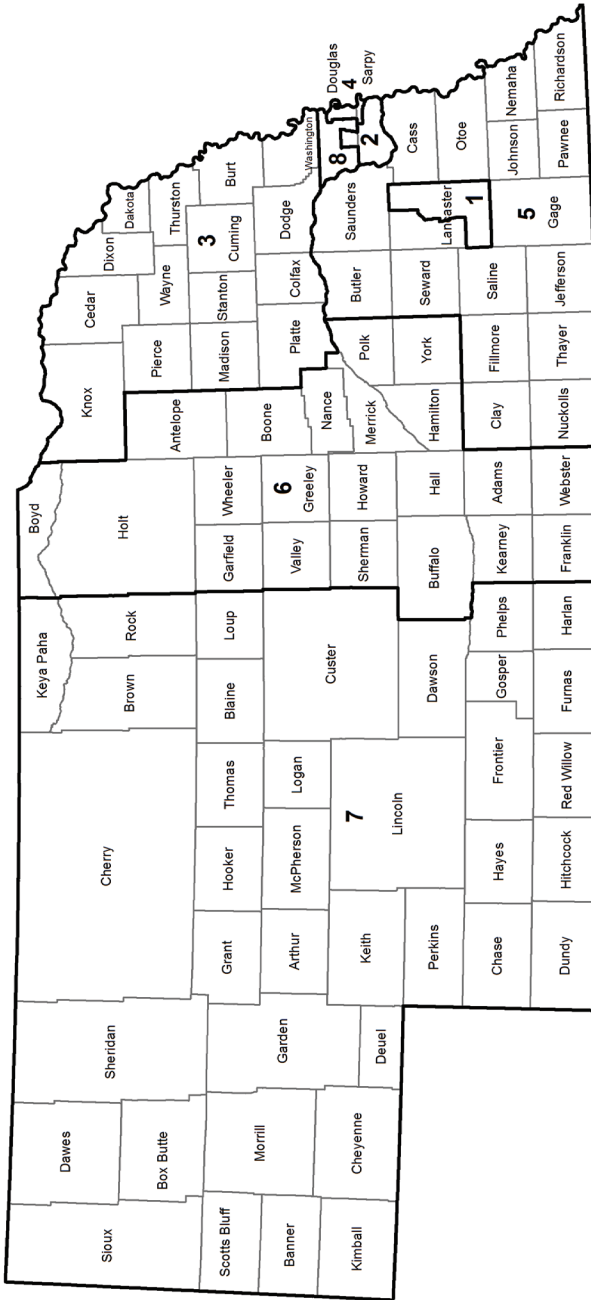 Sioux
Dawes
Box Butte
Sheridan
Cherry
Keya Paha
Brown
Rock
Boyd
Holt
Knox
Cedar
Dixon
Dakota
Antelope
Pierce
Wayne
Thurston
Scotts Bluff
Banner
Kimball
Morrill
Cheyenne
Garden
Deuel
Grant
Hooker
Thomas
Blaine
Loup
Garfield
Wheeler
Boone
Madison
Stanton
3
Cuming
Burt
Arthur
McPherson
Logan
Custer
Valley
6
Greeley
Nance
Platte
Colfax
Dodge
Washington
Keith
7
Lincoln
Sherman
Howard
Merrick
Polk
Butler
Saunders
8
Douglas
4
2
Sarpy
Perkins
Dawson
Buffalo
Hall
Hamilton
York
Seward
Lancaster
1
Cass
Otoe
Chase
Hayes
Frontier
Gosper
Phelps
Kearney
Adams
Clay
Fillmore
Saline
5
Gage
Johnson
Nemaha
Dundy
Hitchcock
Red Willow
Furnas
Harlan
Franklin
Webster
Nuckolls
Thayer
Jefferson
Pawnee
Richardson